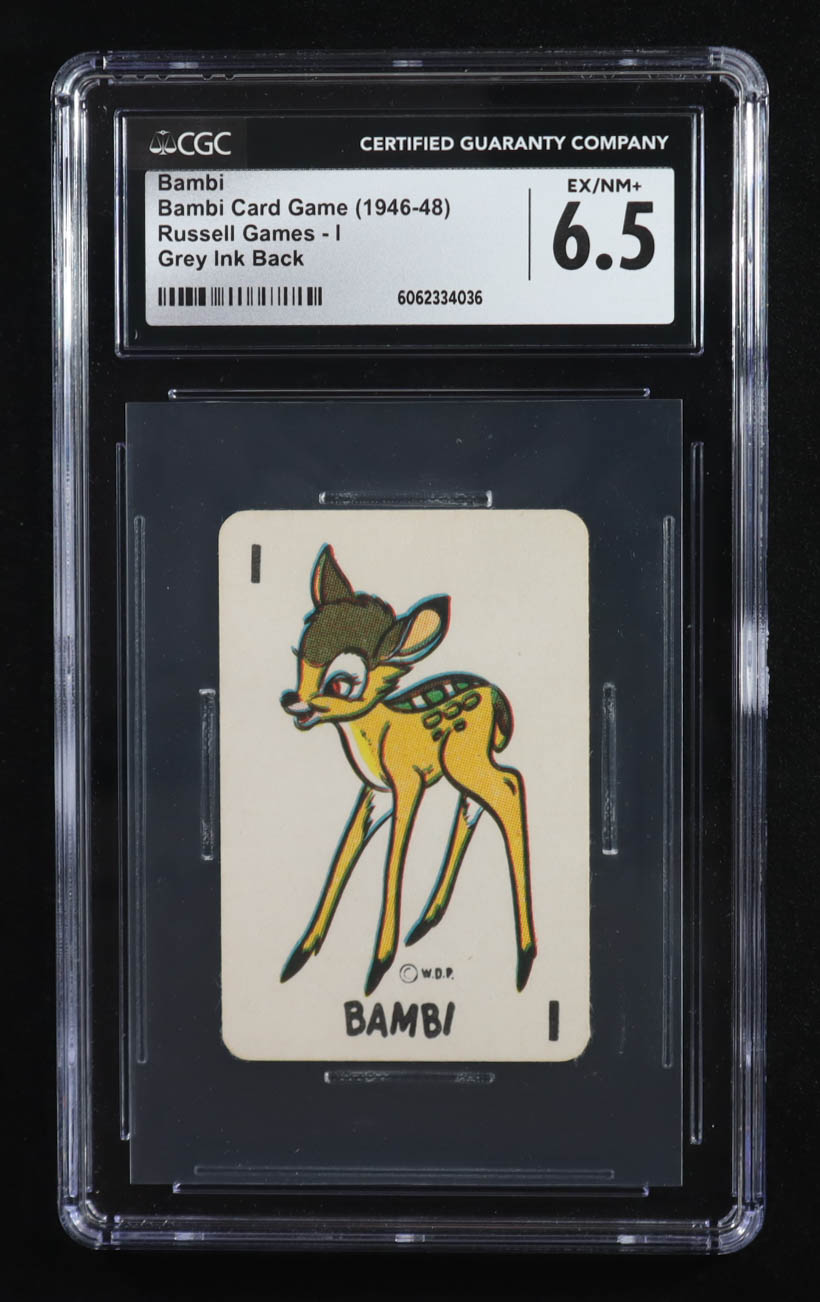 CGC
CERTIFIED GUARANTY COMPANY
Bambi
Bambi Card Game (1946-48)
Russell Games - I
Grey Ink Back
EX/NM+
6.5
6062334036
I
© W.D.P.
BAMBI
I